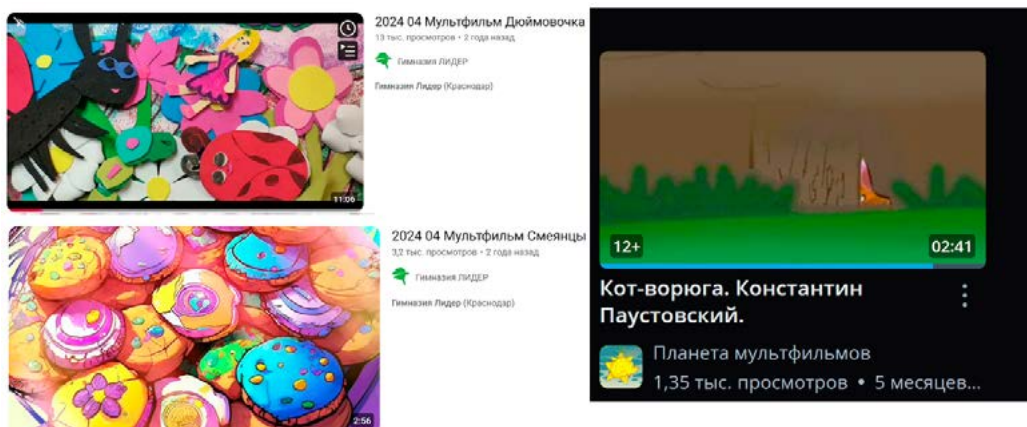 2024 04 Мультфильм Дюймовочка
13 тыс. просмотров • 2 года назад
Гимназия ЛИДЕР
Гимназия Лидер (Краснодар)
11:06
2024 04 Мультфильм Смеянцы
3,2 тыс. просмотров • 2 года назад
Гимназия ЛИДЕР
Гимназия Лидер (Краснодар)
2:56
12+
02:41
Кот-ворюга. Константин
Паустовский.
Планета мультфильмов
1,35 тыс. просмотров • 5 месяцев...